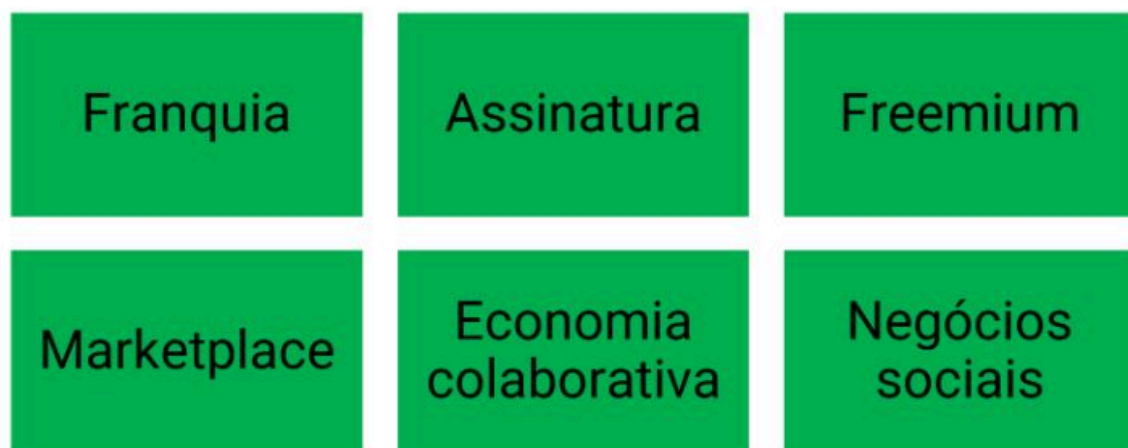 Franquia
Assinatura
Freemium
Marketplace
Economia
colaborativa
Negócios
sociais